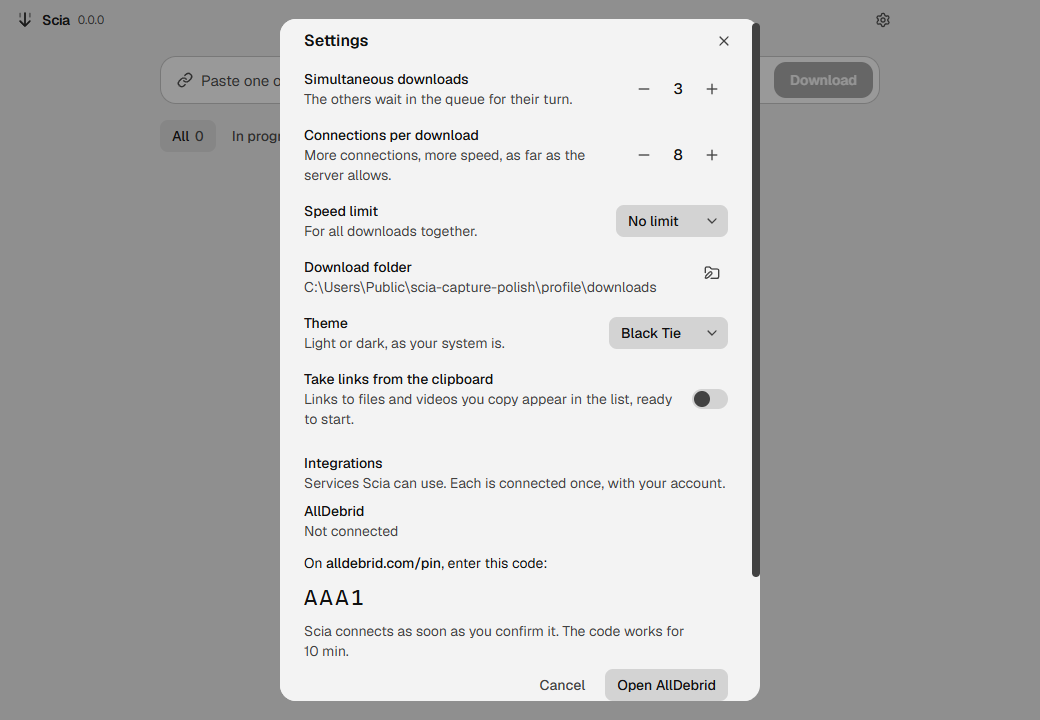 Scia 0.0.0
Settings
Paste one o
Download
All 0
In progr
Simultaneous downloads
The others wait in the queue for their turn.
3
Connections per download
More connections, more speed, as far as the
server allows.
8
Speed limit
For all downloads together.
No limit
Download folder
C:\Users\Public\scia-capture-polish\profile\downloads
Theme
Light or dark, as your system is.
Black Tie
Take links from the clipboard
Links to files and videos you copy appear in the list, ready
to start.
Integrations
Services Scia can use. Each is connected once, with your account.
AllDebrid
Not connected
On alldebrid.com/pin, enter this code:
AAA1
Scia connects as soon as you confirm it. The code works for
10 min.
Cancel
Open AllDebrid